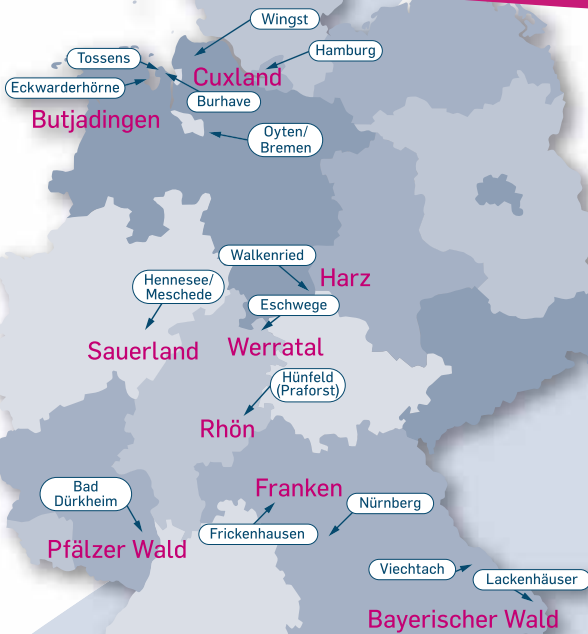 Wingst
Hamburg
Tossens
Cuxland
Eckwarderhörne
Burhave
Butjadingen
Oyten/
Bremen
Walkenried
Harz
Hennesee/
Meschede
Eschwege
Sauerland
Werratal
Hünfeld
(Praforst)
Rhön
Franken
Bad
Dürkheim
Nürnberg
Frickenhausen
Pfälzer Wald
Viechtach
Lackenhäuser
Bayerischer Wald